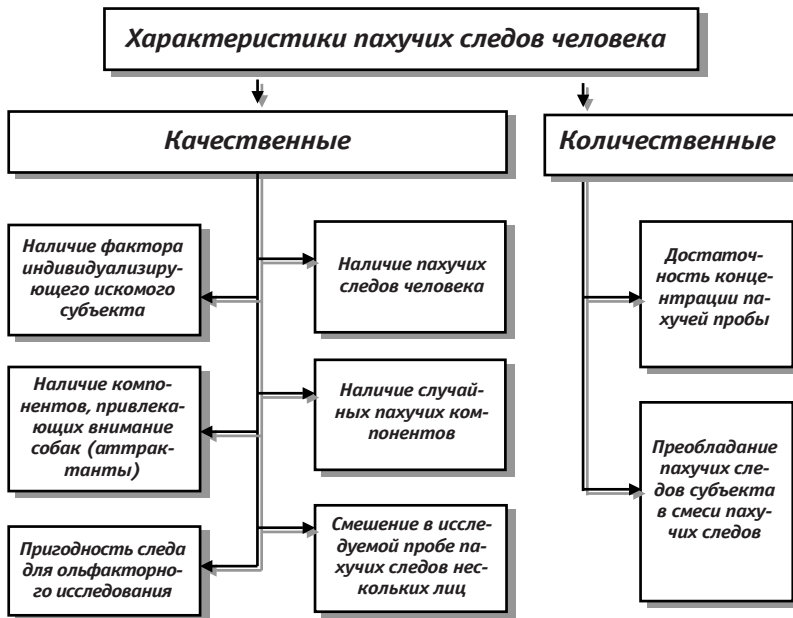 Характеристики пахучих следов человека
Качественные
Количественные
Наличие фактора
индивидуализиру-
ющего искомого
субъекта
Наличие пахучих
следов человека
Достаточ-
ность концен-
трации па-
хучей пробы
Наличие компо-
нентов, привлека-
ющих внимание
собак (аттрак-
танты)
Наличие случай-
ных пахучих ком-
понентов
Преобладание
пахучих сле-
дов субъекта
в смеси паху-
чих следов
Пригодность следа
для ольфакторно-
го исследования
Смешение в иссле-
дуемой пробе па-
хучих следов нес-
кольких лиц